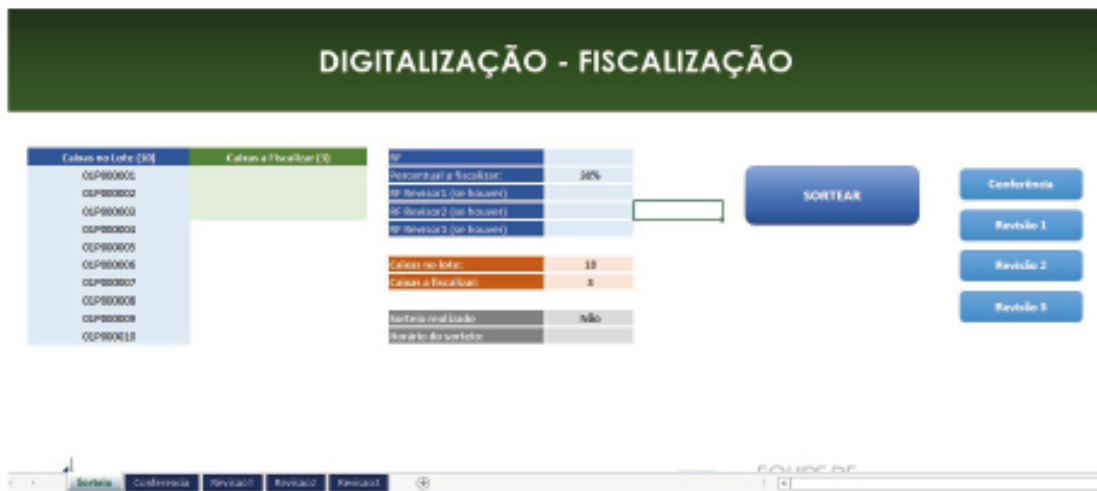 DIGITALIZAÇÃO - FISCALIZAÇÃO
Caixas no Lote (10)
Caixas a Fiscalizar (3)
01P000001
01P000002
01P000003
01P000004
01P000005
01P000006
01P000007
01P000008
01P000009
01P000010
RF
Percentual a fiscalizar: 30%
RF Revisor1 (se houver)
RF Revisor2 (se houver)
RF Revisor3 (se houver)
Caixas no lote: 10
Caixas a fiscalizar: 3
Sorteio realizado Não
Horário do sorteio:
SORTEAR
Conferência
Revisão 1
Revisão 2
Revisão 3
EQUIPE DE
Sorteio Conferencia Revisao1 Revisao2 Revisao3